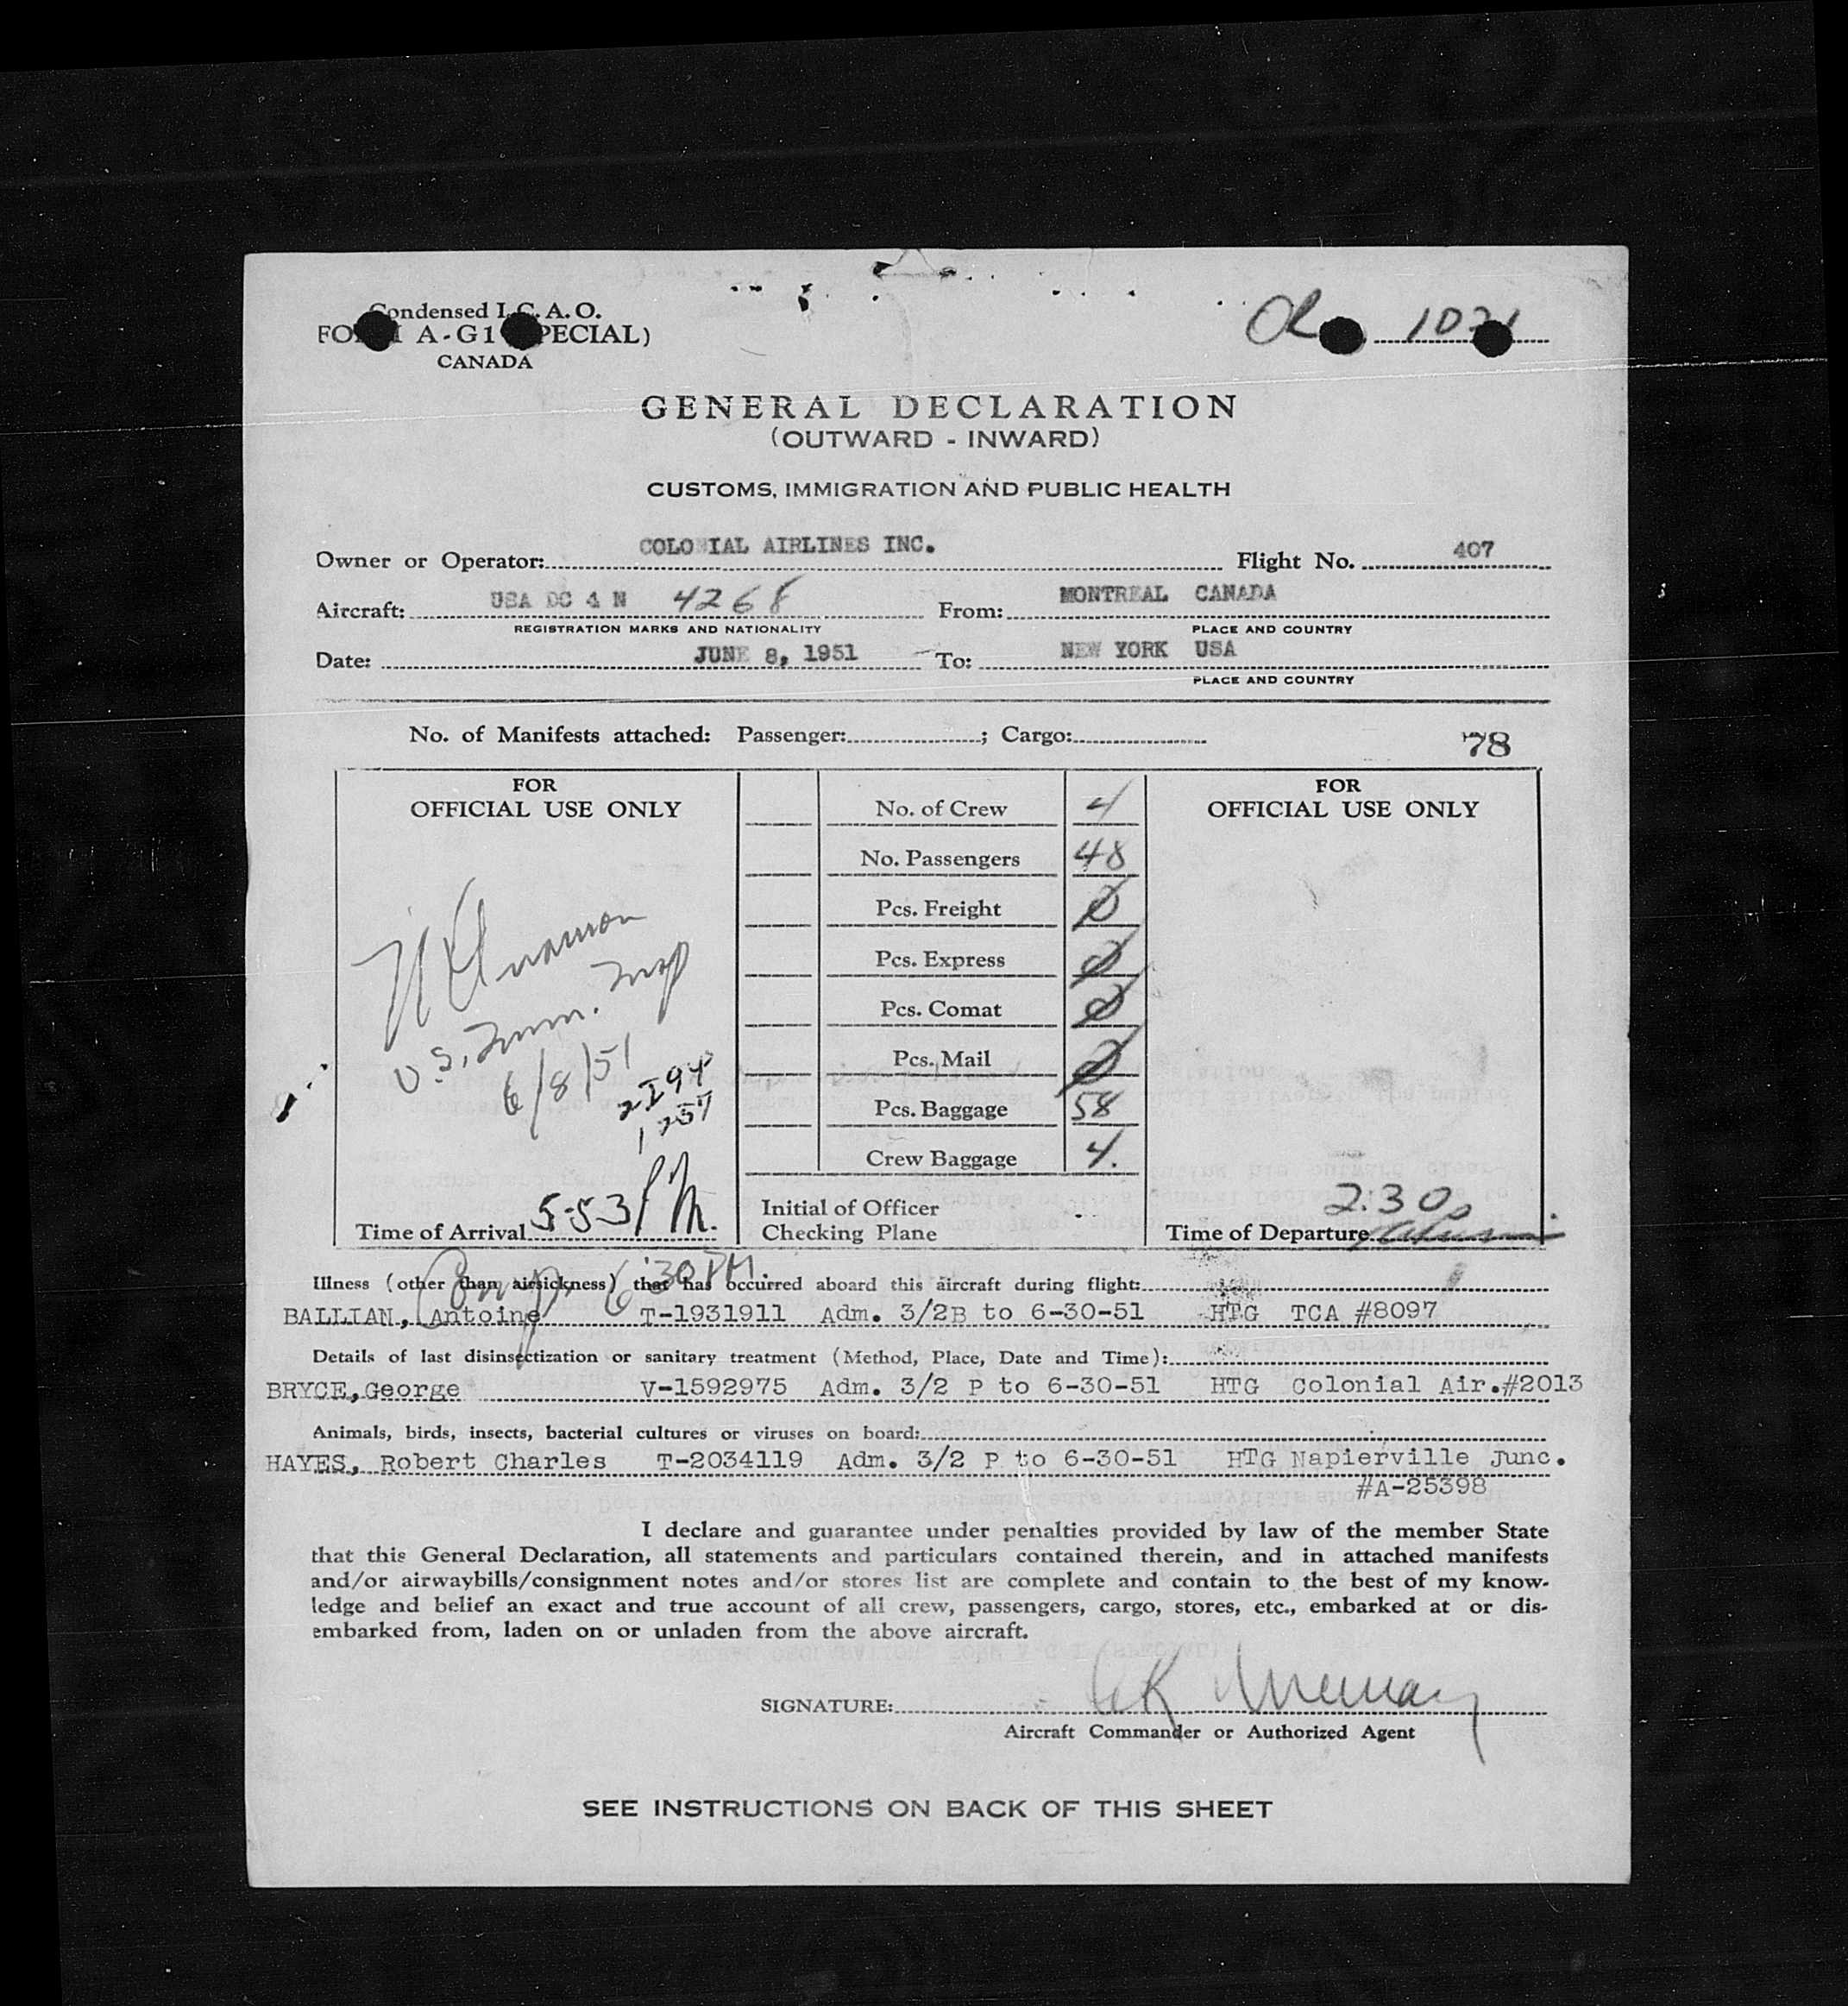 Condensed I.C.A.O.
FORM A-G1 (SPECIAL)
CANADA
GENERAL DECLARATION
(OUTWARD - INWARD)
CUSTOMS, IMMIGRATION AND PUBLIC HEALTH
Owner or Operator: COLONIAL AIRLINES INC. Flight No. 407
Aircraft: USA DC 4 N 4268 From: MONTREAL CANADA
REGISTRATION MARKS AND NATIONALITY PLACE AND COUNTRY
Date: JUNE 8, 1951 To: NEW YORK USA
PLACE AND COUNTRY
No. of Manifests attached: Passenger: ; Cargo: 78
FOR
OFFICIAL USE ONLY
U.S. Imm. Insp
6/8/51
Time of Arrival 5-53 PM.
No. of Crew 4
No. Passengers 48
Pcs. Freight 0
Pcs. Express 0
Pcs. Comat 0
Pcs. Mail 0
Pcs. Baggage 58
Crew Baggage 4.
Initial of Officer
Checking Plane
FOR
OFFICIAL USE ONLY
2:30
Time of Departure
6:30 PM.
Illness (other than airsickness) that has occurred aboard this aircraft during flight:
BALLIAN, Antoine T-1931911 Adm. 3/2B to 6-30-51 HTG TCA #8097
Details of last disinsectization or sanitary treatment (Method, Place, Date and Time):
BRYCE, George V-1592975 Adm. 3/2 P to 6-30-51 HTG Colonial Air.#2013
Animals, birds, insects, bacterial cultures or viruses on board:
HAYES, Robert Charles T-2034119 Adm. 3/2 P to 6-30-51 HTG Napierville Junc.
#A-25398
I declare and guarantee under penalties provided by law of the member State
that this General Declaration, all statements and particulars contained therein, and in attached manifests
and/or airwaybills/consignment notes and/or stores list are complete and contain to the best of my know-
ledge and belief an exact and true account of all crew, passengers, cargo, stores, etc., embarked at or dis-
embarked from, laden on or unladen from the above aircraft.
SIGNATURE:
Aircraft Commander or Authorized Agent
SEE INSTRUCTIONS ON BACK OF THIS SHEET